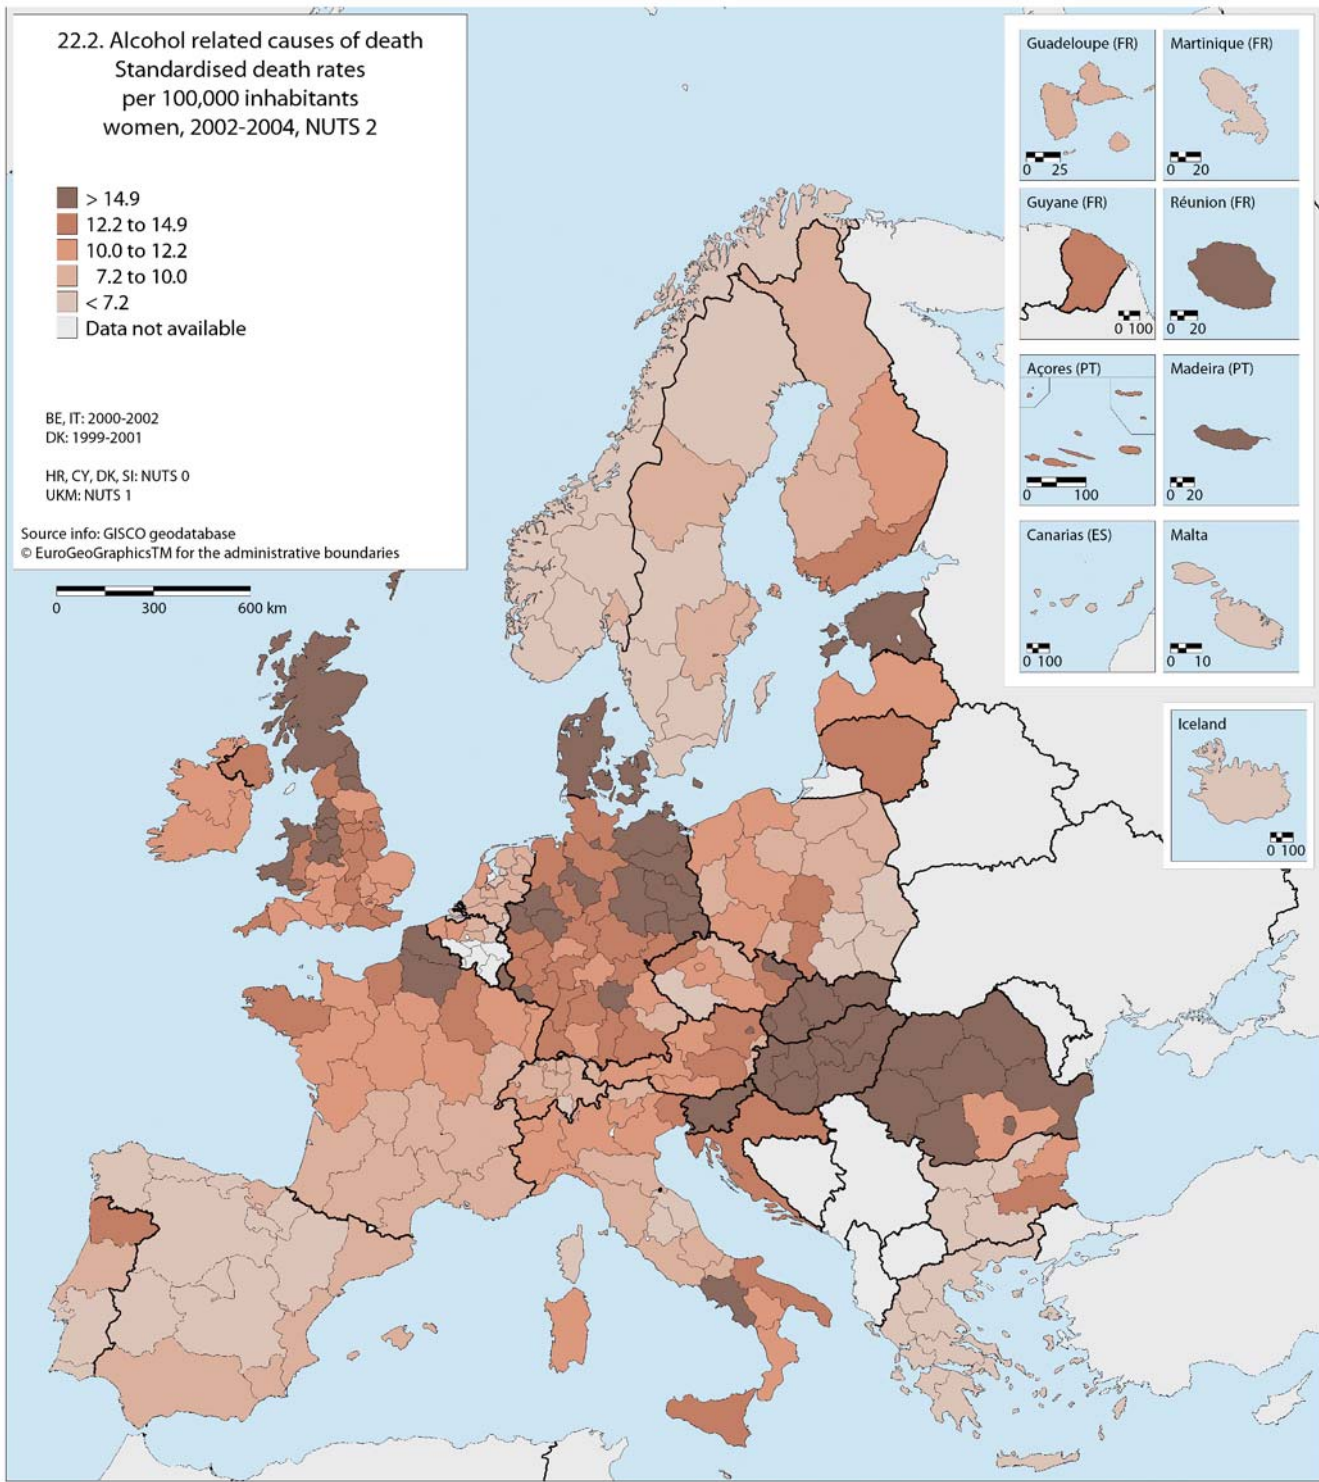 22.2. Alcohol related causes of death
Standardised death rates
per 100,000 inhabitants
women, 2002-2004, NUTS 2
> 14.9
12.2 to 14.9
10.0 to 12.2
7.2 to 10.0
< 7.2
Data not available
BE, IT: 2000-2002
DK: 1999-2001
HR, CY, DK, SI: NUTS 0
UKM: NUTS 1
Source info: GISCO geodatabase
© EuroGeoGraphicsTM for the administrative boundaries
0 300 600 km
Guadeloupe (FR)
0 25
Martinique (FR)
0 20
Guyane (FR)
0 100
Réunion (FR)
0 20
Açores (PT)
0 100
Madeira (PT)
0 20
Canarias (ES)
0 100
Malta
0 10
Iceland
0 100